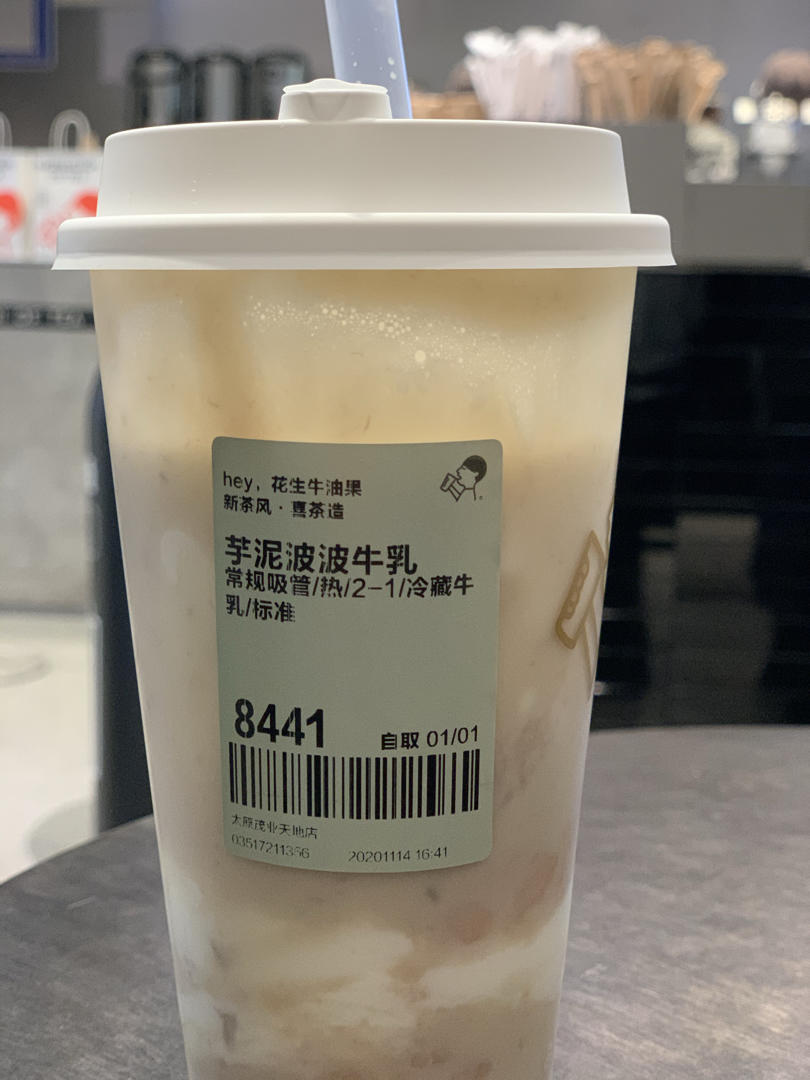 hey，花生牛油果
新茶风·喜茶造
芋泥波波牛乳
常规吸管/热/2-1/冷藏牛
乳/标准
8441
自取 01/01
太原茂业天地店
03517211356 20201114 16:41